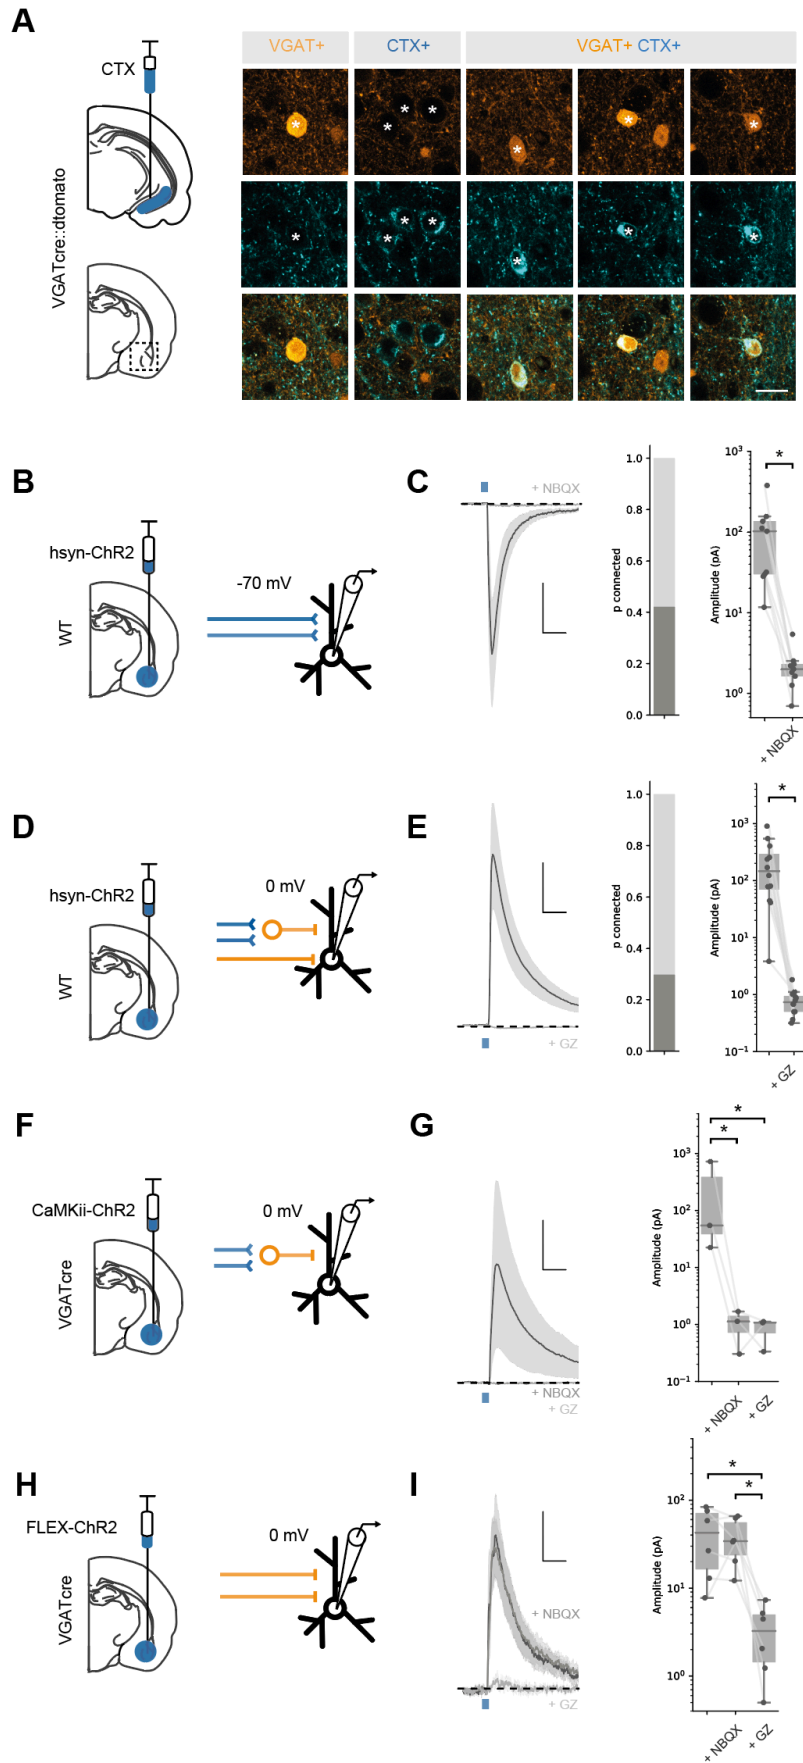 A
CTX
VGATcre::dtomato
VGAT+
CTX+
VGAT+ CTX+
*
* * *
*
*
*
*
* * *
*
*
*
B
hsyn-ChR2
WT
-70 mV
C
+ NBQX
p connected
1.0
0.8
0.6
0.4
0.2
0.0
Amplitude (pA)
10³
10²
10¹
10⁰
*
+ NBQX
D
hsyn-ChR2
WT
0 mV
E
+ GZ
p connected
1.0
0.8
0.6
0.4
0.2
0.0
Amplitude (pA)
10³
10²
10¹
10⁰
10⁻¹
*
+ GZ
F
CaMKii-ChR2
VGATcre
0 mV
G
+ NBQX
+ GZ
Amplitude (pA)
10³
10²
10¹
10⁰
10⁻¹
*
*
+ NBQX
+ GZ
H
FLEX-ChR2
VGATcre
0 mV
I
+ NBQX
+ GZ
Amplitude (pA)
10²
10¹
10⁰
*
*
+ NBQX
+ GZ